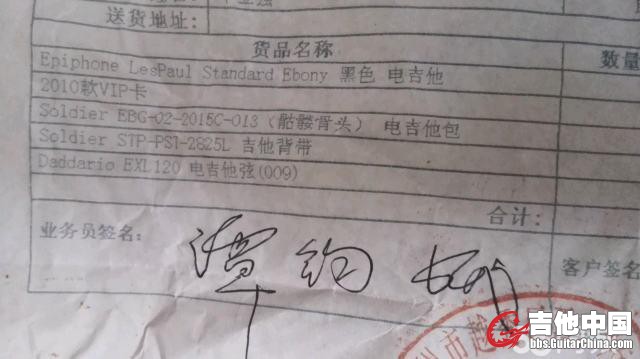 送货地址:
货品名称 数量
Epiphone LesPaul Standard Ebony 黑色 电吉他
2010款VIP卡
Soldier EBG-02-2015C-013（骷髅骨头） 电吉他包
Soldier STP-PST-2825L 吉他背带
Daddario EXL120 电吉他弦(009)
合计:
业务员签名:
客户签名
吉他中国
bbs.GuitarChina.com